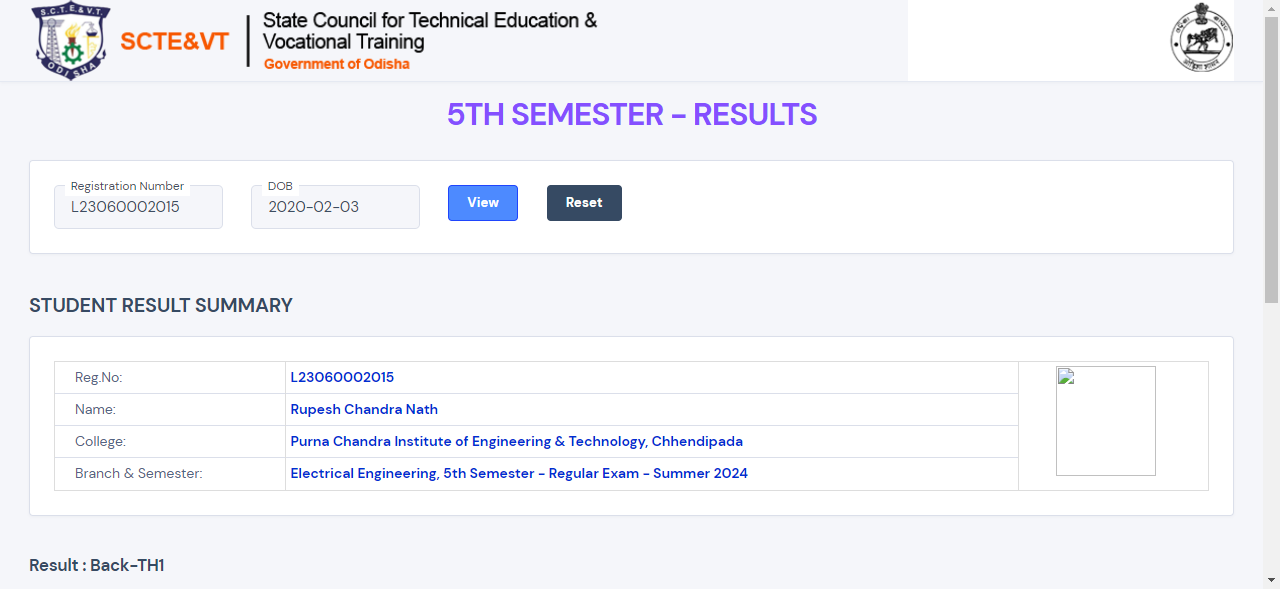 S.C.T.E.&V.T.
ODISHA
SCTE&VT
State Council for Technical Education &
Vocational Training
Government of Odisha
5TH SEMESTER - RESULTS
Registration Number
L23060002015
DOB
2020-02-03
View
Reset
STUDENT RESULT SUMMARY
Reg.No: L23060002015
Name: Rupesh Chandra Nath
College: Purna Chandra Institute of Engineering & Technology, Chhendipada
Branch & Semester: Electrical Engineering, 5th Semester - Regular Exam - Summer 2024
Result : Back-TH1